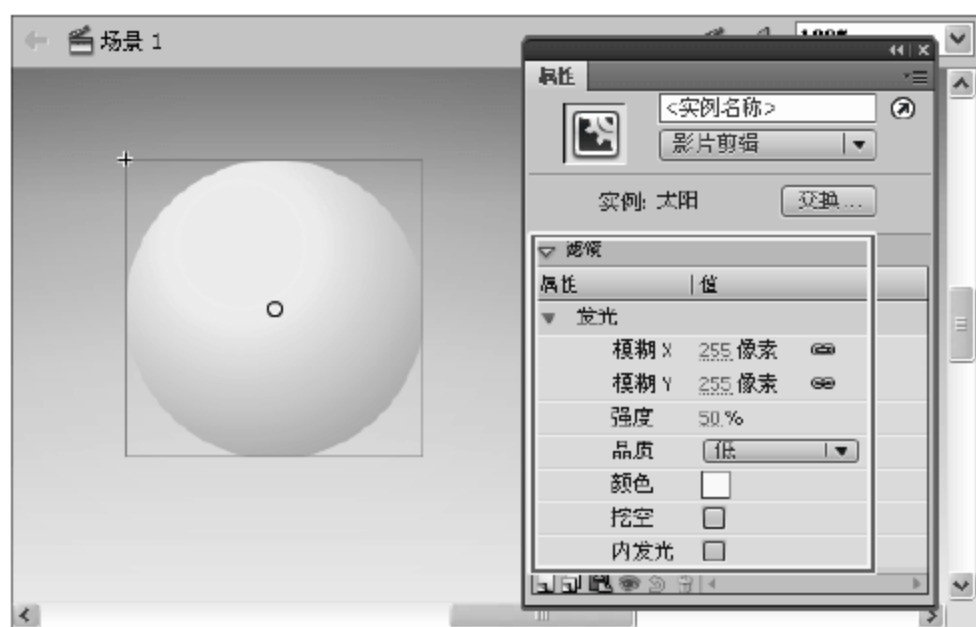 场景 1
100%
属性
<实例名称>
影片剪辑
实例: 太阳
交换...
滤镜
属性 值
发光
模糊 X 255 像素
模糊 Y 255 像素
强度 50 %
品质 低
颜色
挖空
内发光